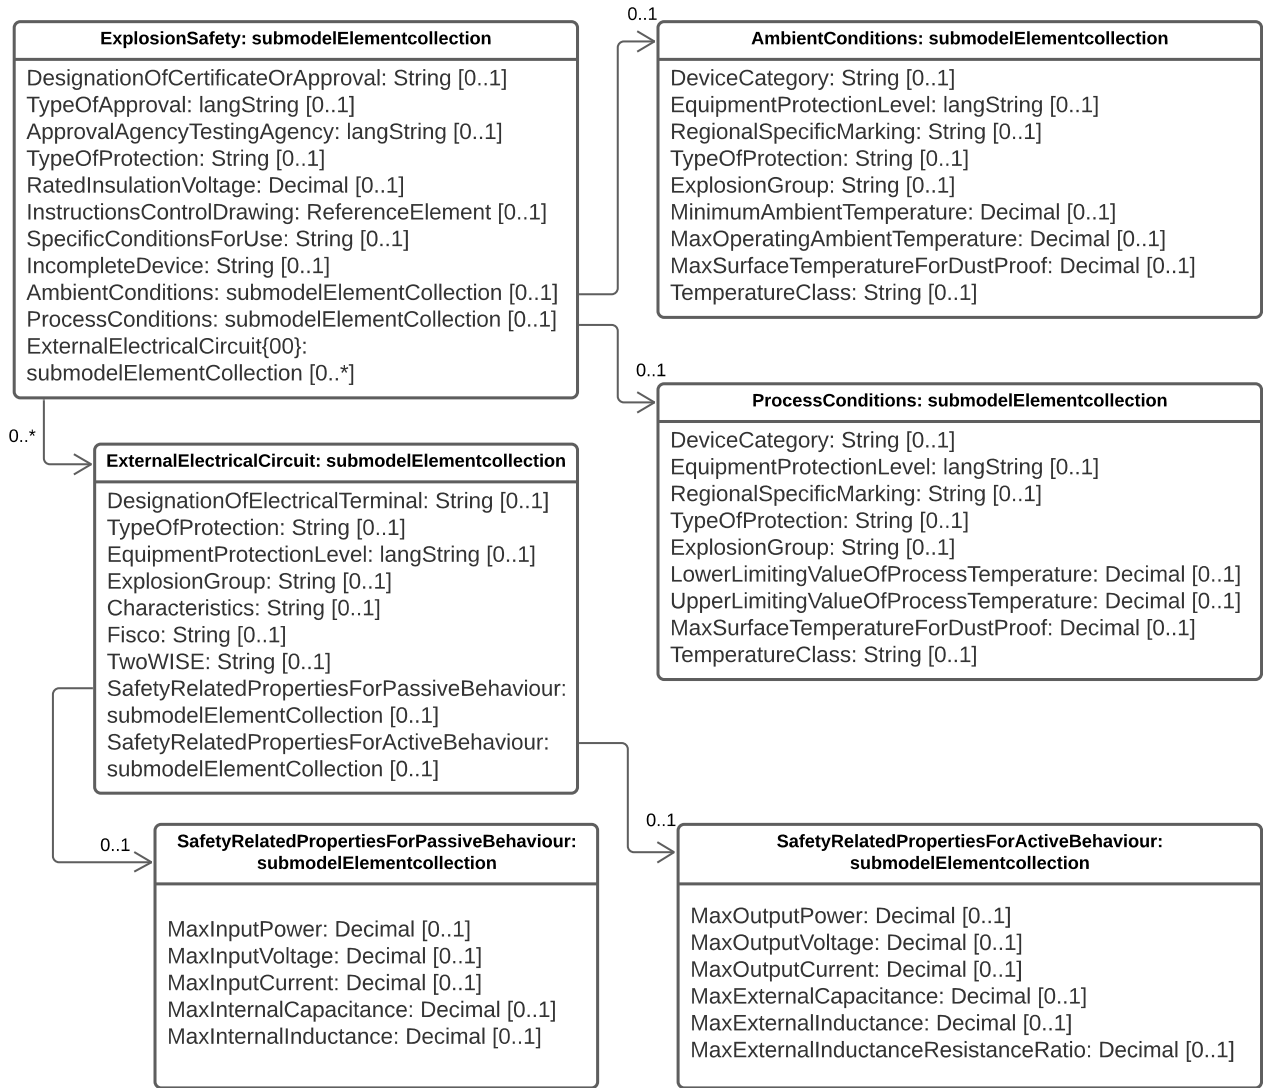 ExplosionSafety: submodelElementcollection
DesignationOfCertificateOrApproval: String [0..1]
TypeOfApproval: langString [0..1]
ApprovalAgencyTestingAgency: langString [0..1]
TypeOfProtection: String [0..1]
RatedInsulationVoltage: Decimal [0..1]
InstructionsControlDrawing: ReferenceElement [0..1]
SpecificConditionsForUse: String [0..1]
IncompleteDevice: String [0..1]
AmbientConditions: submodelElementCollection [0..1]
ProcessConditions: submodelElementCollection [0..1]
ExternalElectricalCircuit{00}:
submodelElementCollection [0..*]
0..1
AmbientConditions: submodelElementcollection
DeviceCategory: String [0..1]
EquipmentProtectionLevel: langString [0..1]
RegionalSpecificMarking: String [0..1]
TypeOfProtection: String [0..1]
ExplosionGroup: String [0..1]
MinimumAmbientTemperature: Decimal [0..1]
MaxOperatingAmbientTemperature: Decimal [0..1]
MaxSurfaceTemperatureForDustProof: Decimal [0..1]
TemperatureClass: String [0..1]
0..1
ProcessConditions: submodelElementcollection
DeviceCategory: String [0..1]
EquipmentProtectionLevel: langString [0..1]
RegionalSpecificMarking: String [0..1]
TypeOfProtection: String [0..1]
ExplosionGroup: String [0..1]
LowerLimitingValueOfProcessTemperature: Decimal [0..1]
UpperLimitingValueOfProcessTemperature: Decimal [0..1]
MaxSurfaceTemperatureForDustProof: Decimal [0..1]
TemperatureClass: String [0..1]
0..*
ExternalElectricalCircuit: submodelElementcollection
DesignationOfElectricalTerminal: String [0..1]
TypeOfProtection: String [0..1]
EquipmentProtectionLevel: langString [0..1]
ExplosionGroup: String [0..1]
Characteristics: String [0..1]
Fisco: String [0..1]
TwoWISE: String [0..1]
SafetyRelatedPropertiesForPassiveBehaviour:
submodelElementCollection [0..1]
SafetyRelatedPropertiesForActiveBehaviour:
submodelElementCollection [0..1]
0..1
SafetyRelatedPropertiesForPassiveBehaviour:
submodelElementcollection
MaxInputPower: Decimal [0..1]
MaxInputVoltage: Decimal [0..1]
MaxInputCurrent: Decimal [0..1]
MaxInternalCapacitance: Decimal [0..1]
MaxInternalInductance: Decimal [0..1]
0..1
SafetyRelatedPropertiesForActiveBehaviour:
submodelElementcollection
MaxOutputPower: Decimal [0..1]
MaxOutputVoltage: Decimal [0..1]
MaxOutputCurrent: Decimal [0..1]
MaxExternalCapacitance: Decimal [0..1]
MaxExternalInductance: Decimal [0..1]
MaxExternalInductanceResistanceRatio: Decimal [0..1]